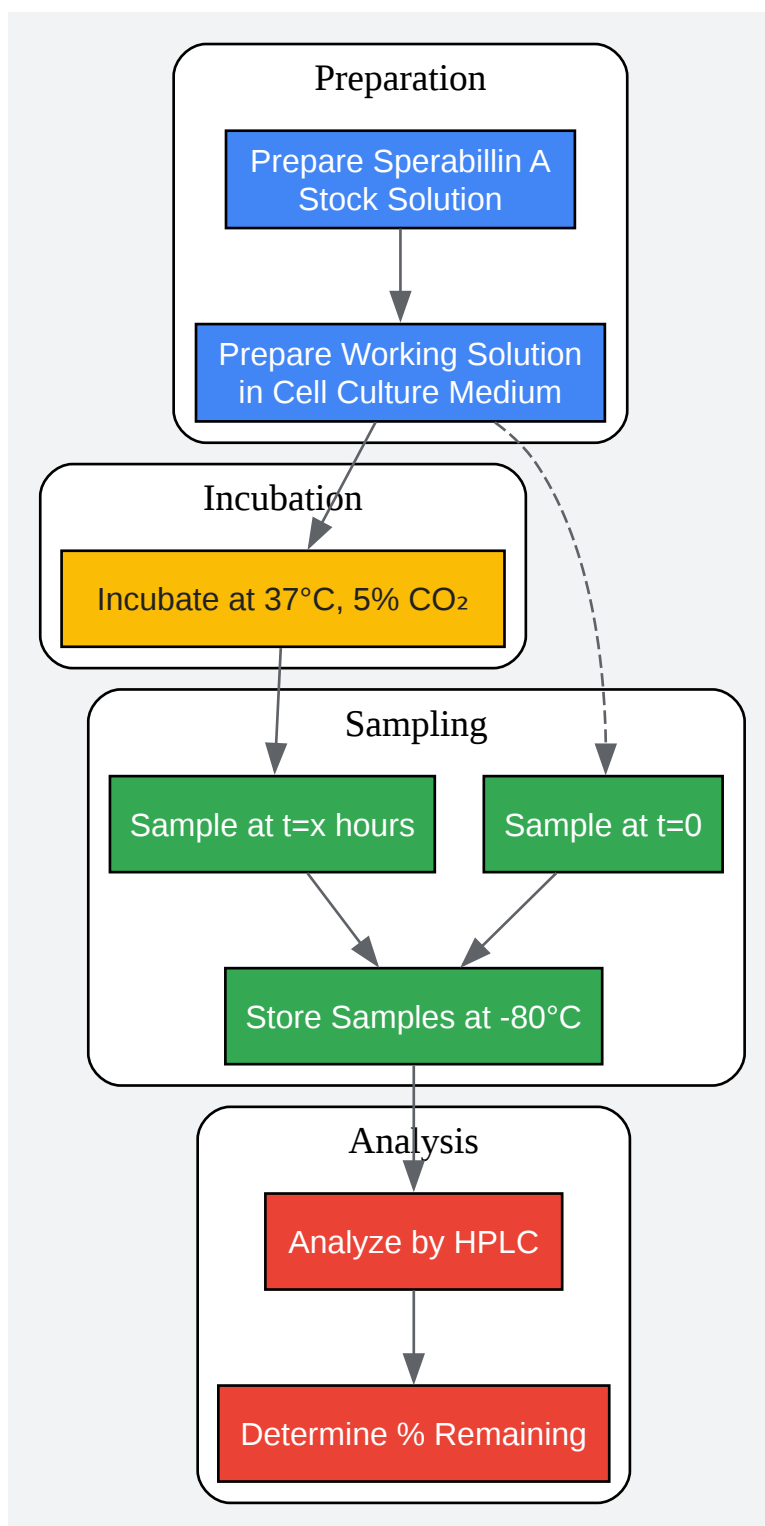 Preparation
Prepare Sperabillin A
Stock Solution
Prepare Working Solution
in Cell Culture Medium
Incubation
Incubate at 37°C, 5% CO₂
Sampling
Sample at t=x hours
Sample at t=0
Store Samples at -80°C
Analysis
Analyze by HPLC
Determine % Remaining